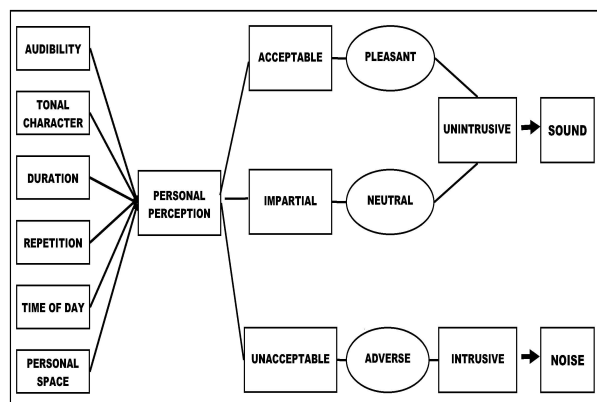 AUDIBILITY
TONAL
CHARACTER
DURATION
REPETITION
TIME OF DAY
PERSONAL
SPACE
PERSONAL
PERCEPTION
ACCEPTABLE
PLEASANT
IMPARTIAL
NEUTRAL
UNINTRUSIVE
SOUND
UNACCEPTABLE
ADVERSE
INTRUSIVE
NOISE